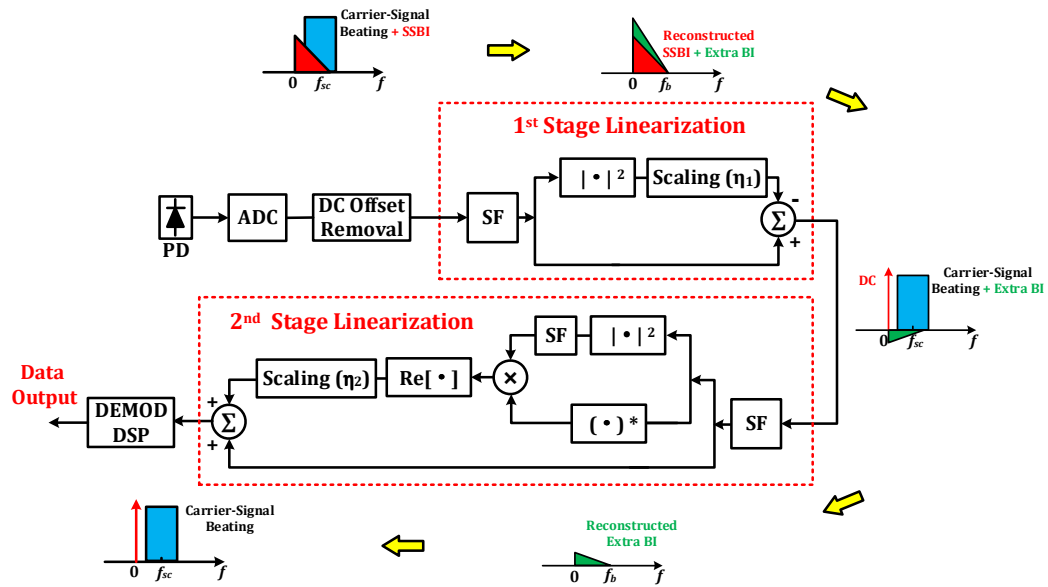 Carrier-Signal
Beating + SSBI
0 fsc f
Reconstructed
SSBI + Extra BI
0 fb f
1st Stage Linearization
| • | 2
Scaling (η1)
-
PD
ADC
DC Offset
Removal
SF
Σ
+
DC
Carrier-Signal
Beating + Extra BI
0 fsc f
2nd Stage Linearization
SF
| • | 2
Scaling (η2)
Re[ • ]
×
Data
Output
DEMOD
DSP
+
Σ
+
( • ) *
SF
Carrier-Signal
Beating
0 fsc f
Reconstructed
Extra BI
0 fb f